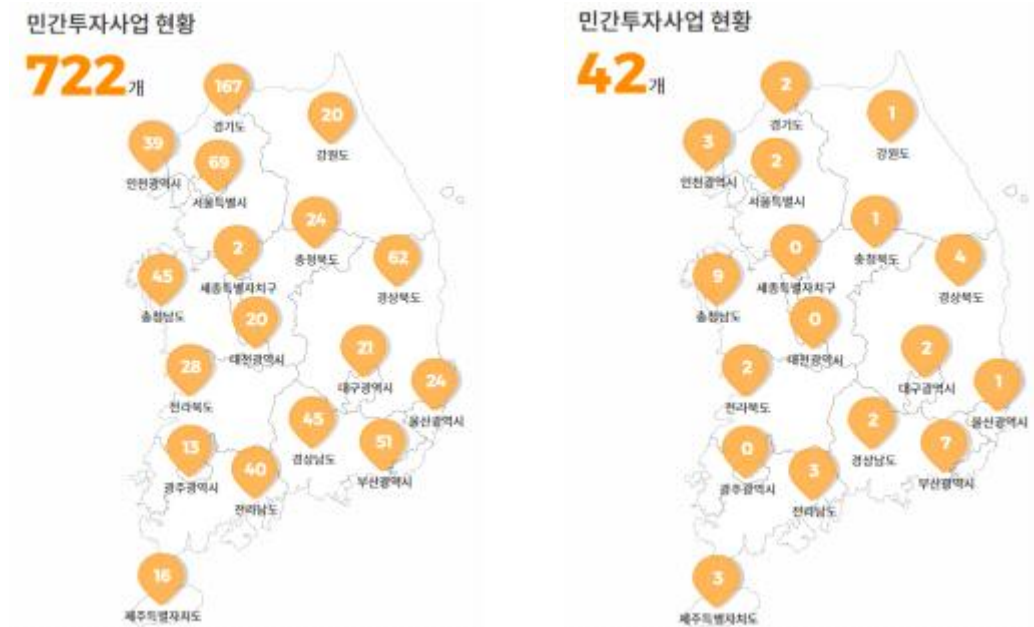 민간투자사업 현황
722개
167
경기도
20
강원도
39
인천광역시
69
서울특별시
24
충청북도
2
세종특별자치구
62
경상북도
45
충청남도
20
대전광역시
21
대구광역시
28
전라북도
24
울산광역시
45
경상남도
51
부산광역시
13
광주광역시
40
전라남도
16
제주특별자치도
민간투자사업 현황
42개
2
경기도
1
강원도
3
인천광역시
2
서울특별시
1
충청북도
0
세종특별자치구
4
경상북도
9
충청남도
0
대전광역시
2
대구광역시
2
전라북도
1
울산광역시
2
경상남도
7
부산광역시
0
광주광역시
3
전라남도
3
제주특별자치도